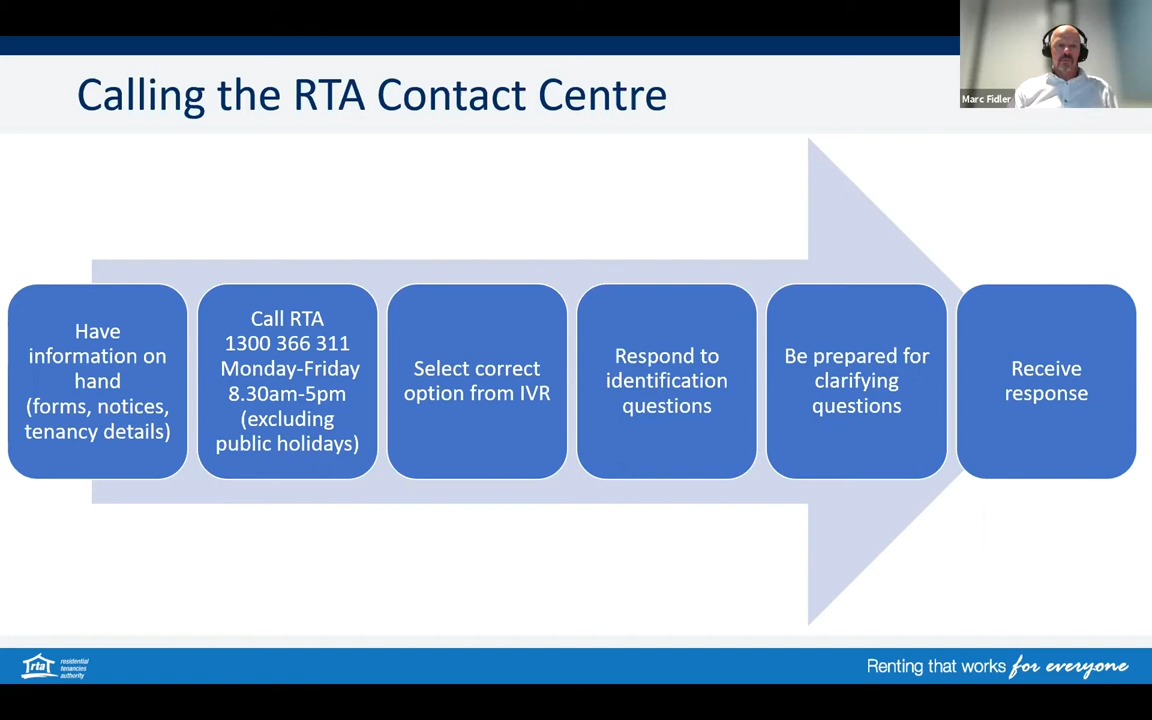 Calling the RTA Contact Centre
Marc Fidler
Have
information on
hand
(forms, notices,
tenancy details)
Call RTA
1300 366 311
Monday-Friday
8.30am-5pm
(excluding
public holidays)
Select correct
option from IVR
Respond to
identification
questions
Be prepared for
clarifying
questions
Receive
response
rta
residential
tenancies
authority
Renting that works for everyone